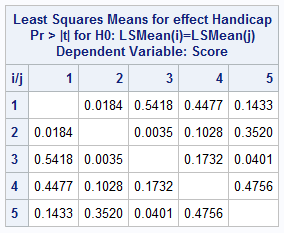 Least Squares Means for effect Handicap
Pr > |t| for H0: LSMean(i)=LSMean(j)
Dependent Variable: Score
i/j 1 2 3 4 5
1 0.0184 0.5418 0.4477 0.1433
2 0.0184 0.0035 0.1028 0.3520
3 0.5418 0.0035 0.1732 0.0401
4 0.4477 0.1028 0.1732 0.4756
5 0.1433 0.3520 0.0401 0.4756